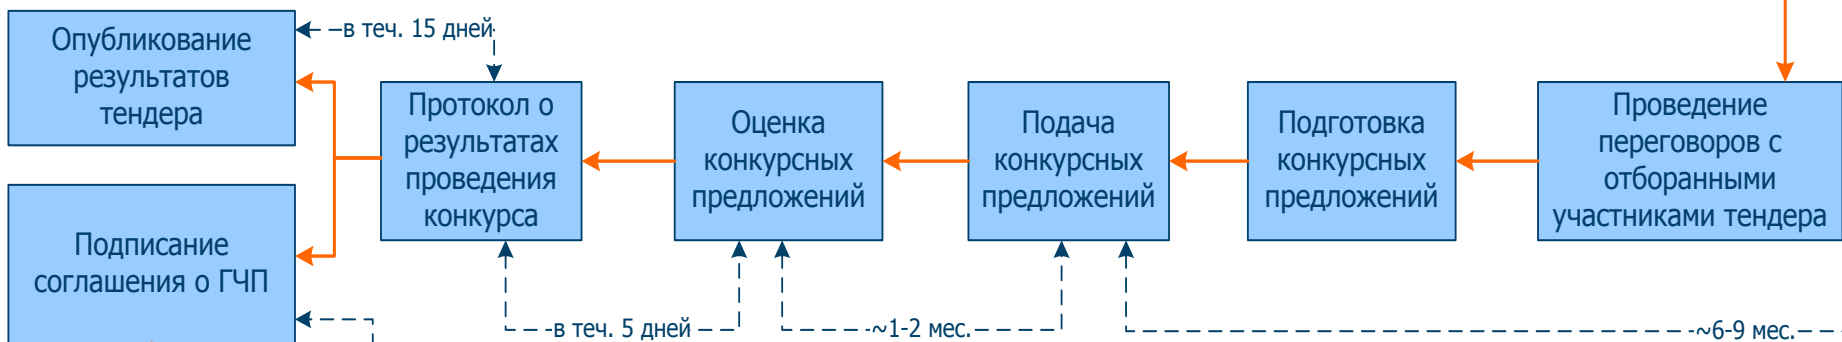 Опубликование
результатов
тендера
в теч. 15 дней
Протокол о
результатах
проведения
конкурса
Оценка
конкурсных
предложений
Подача
конкурсных
предложений
Подготовка
конкурсных
предложений
Проведение
переговоров с
отборанными
участниками тендера
Подписание
соглашения о ГЧП
в теч. 5 дней
~1-2 мес.
~6-9 мес.